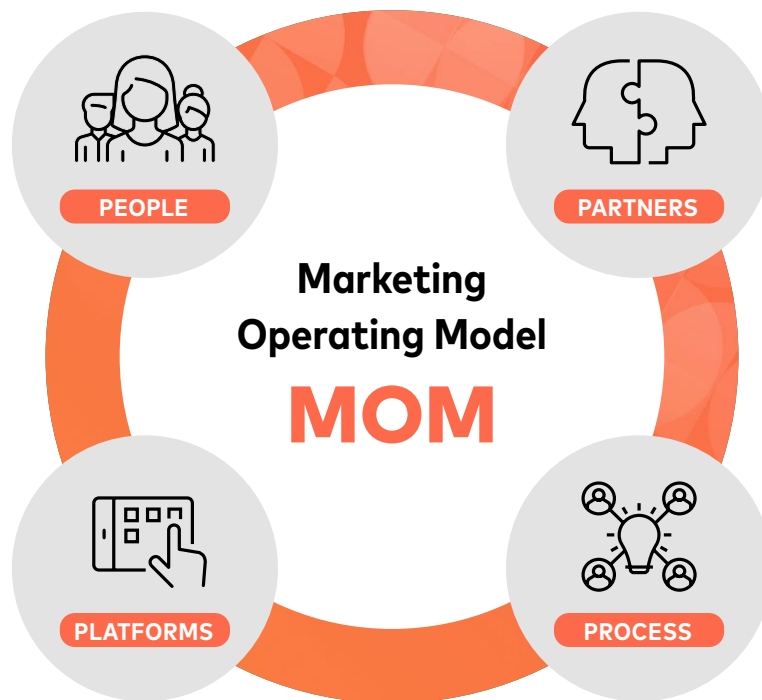 PEOPLE
PARTNERS
Marketing
Operating Model
MOM
PLATFORMS
PROCESS